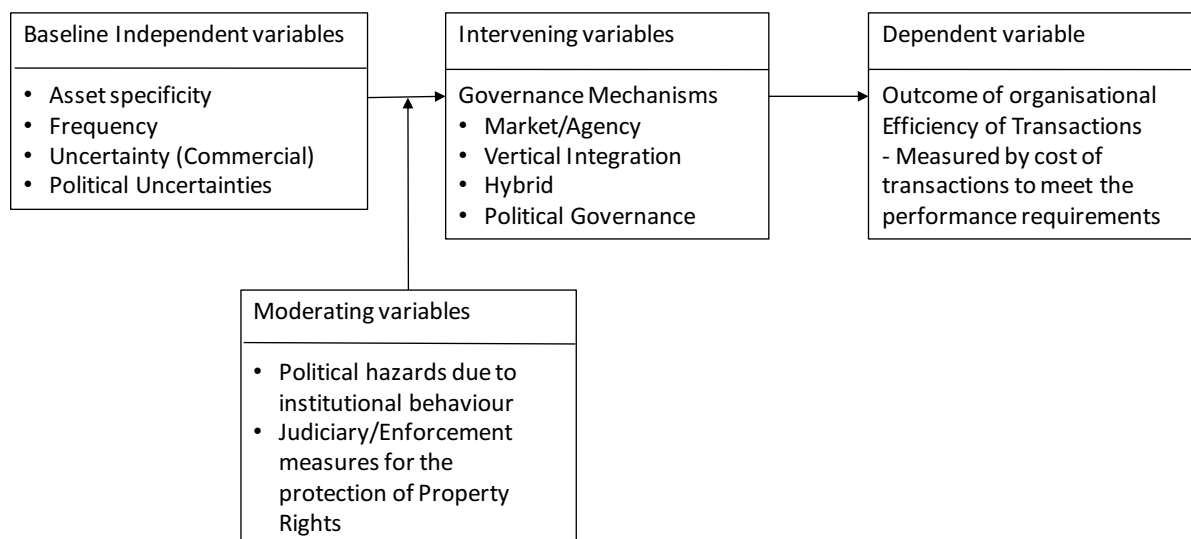 Baseline Independent variables
• Asset specificity
• Frequency
• Uncertainty (Commercial)
• Political Uncertainties
Intervening variables
Governance Mechanisms
• Market/Agency
• Vertical Integration
• Hybrid
• Political Governance
Dependent variable
Outcome of organisational
Efficiency of Transactions
- Measured by cost of
transactions to meet the
performance requirements
Moderating variables
• Political hazards due to
institutional behaviour
• Judiciary/Enforcement
measures for the
protection of Property
Rights